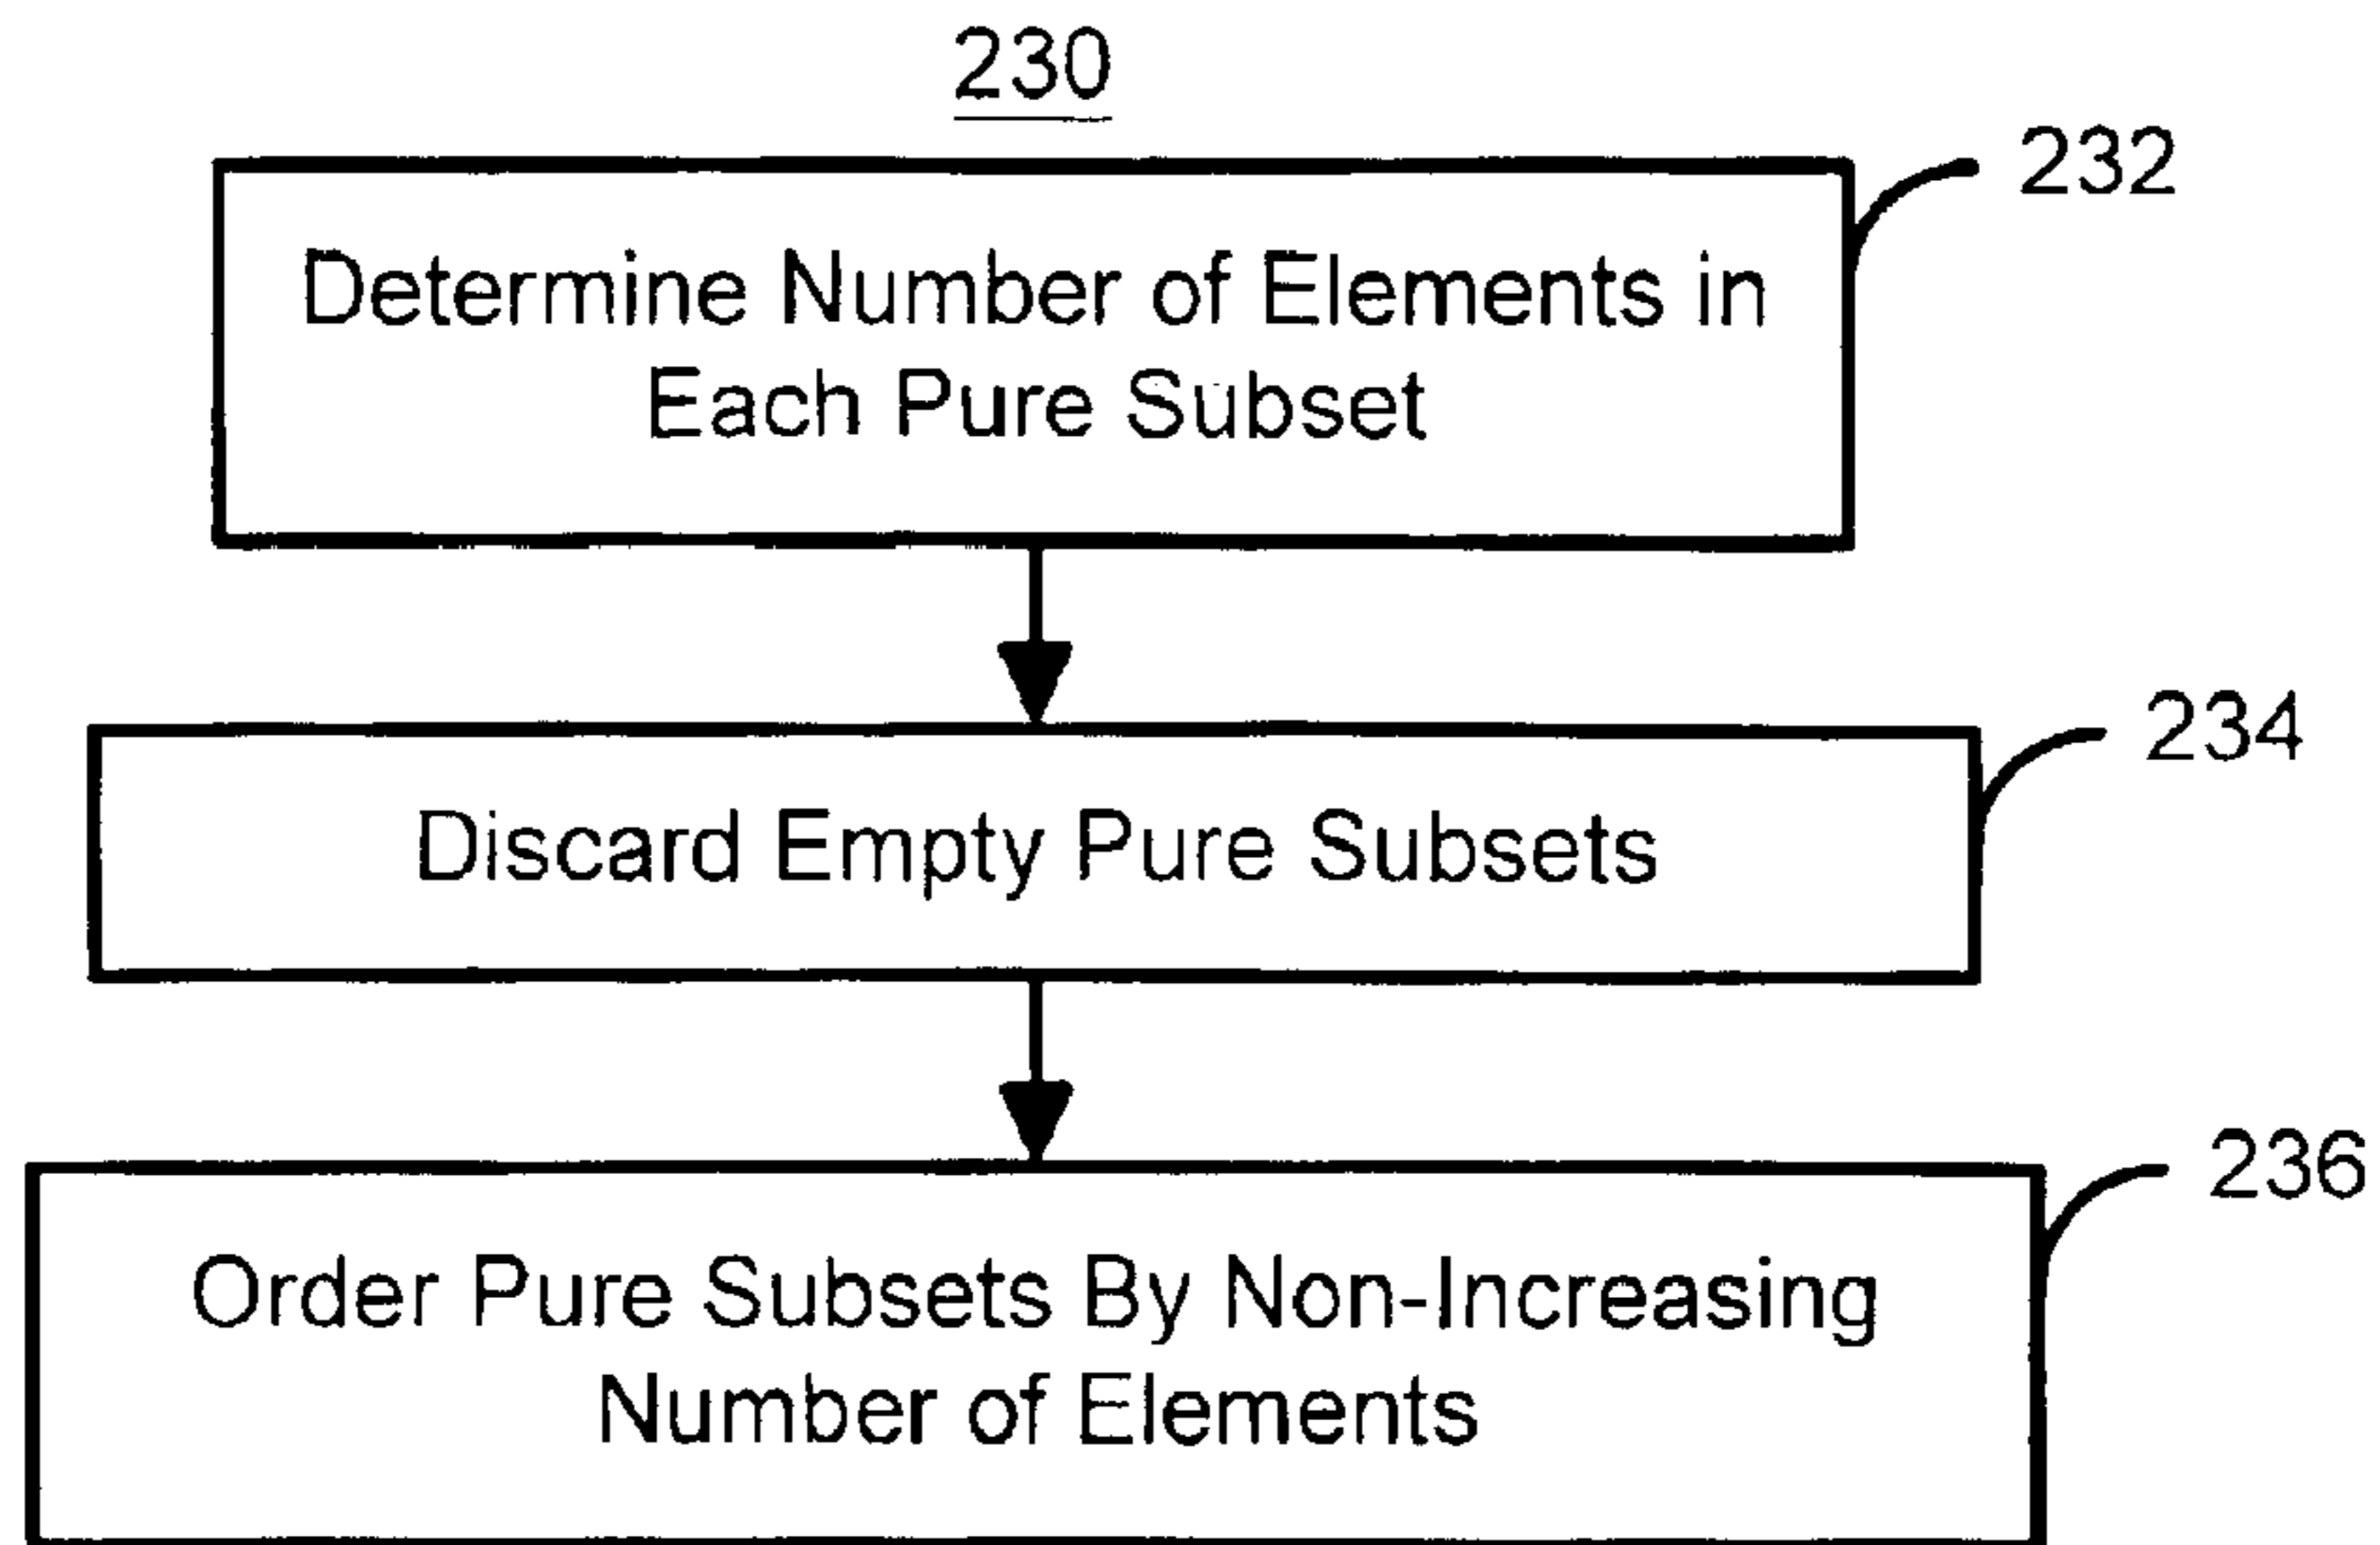 230
232
Determine Number of Elements in
Each Pure Subset
234
Discard Empty Pure Subsets
236
Order Pure Subsets By Non-Increasing
Number of Elements